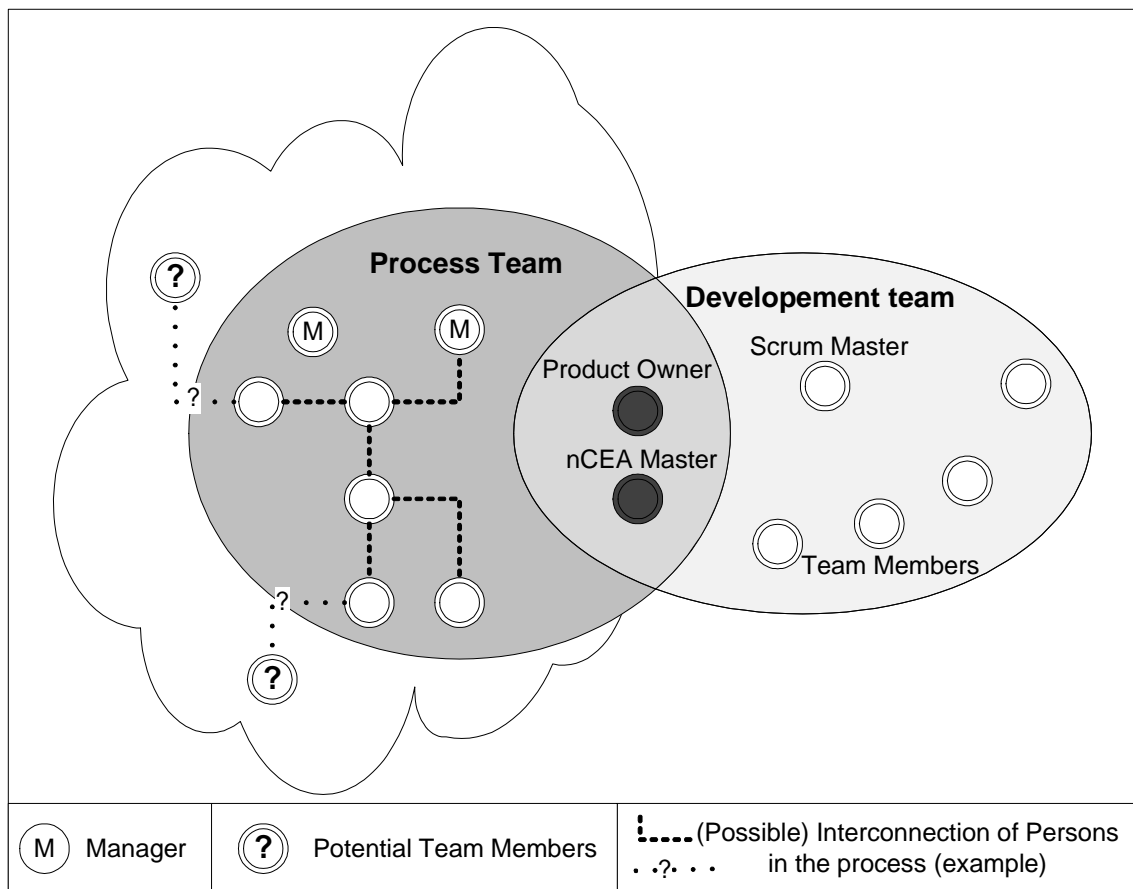 Process Team
Developement team
?
M
M
Scrum Master
Product Owner
?
nCEA Master
Team Members
?
?
M Manager
? Potential Team Members
(Possible) Interconnection of Persons
? in the process (example)